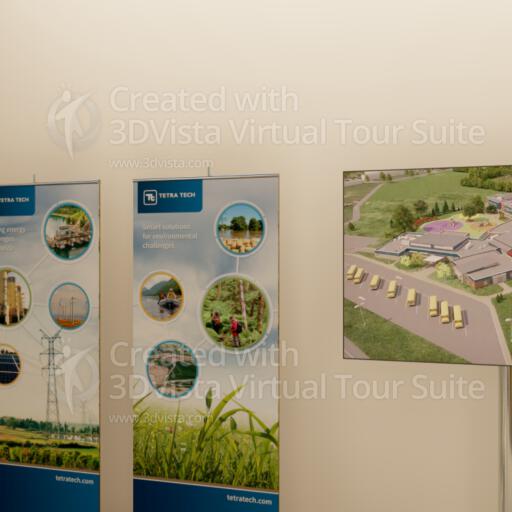 Created with
3DVista Virtual Tour Suite
www.3dvista.com
TETRA TECH
TETRA TECH
Smart solutions
for environmental
challenges
tetratech.com
tetratech.com
Created with
3DVista Virtual Tour Suite
www.3dvista.com